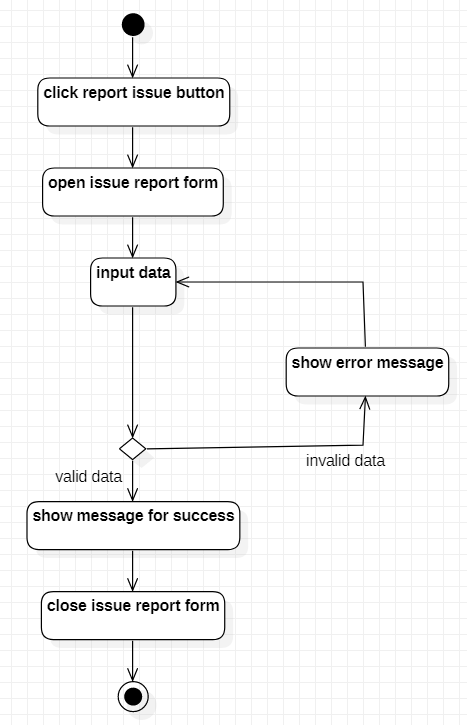 click report issue button
open issue report form
input data
show error message
invalid data
valid data
show message for success
close issue report form